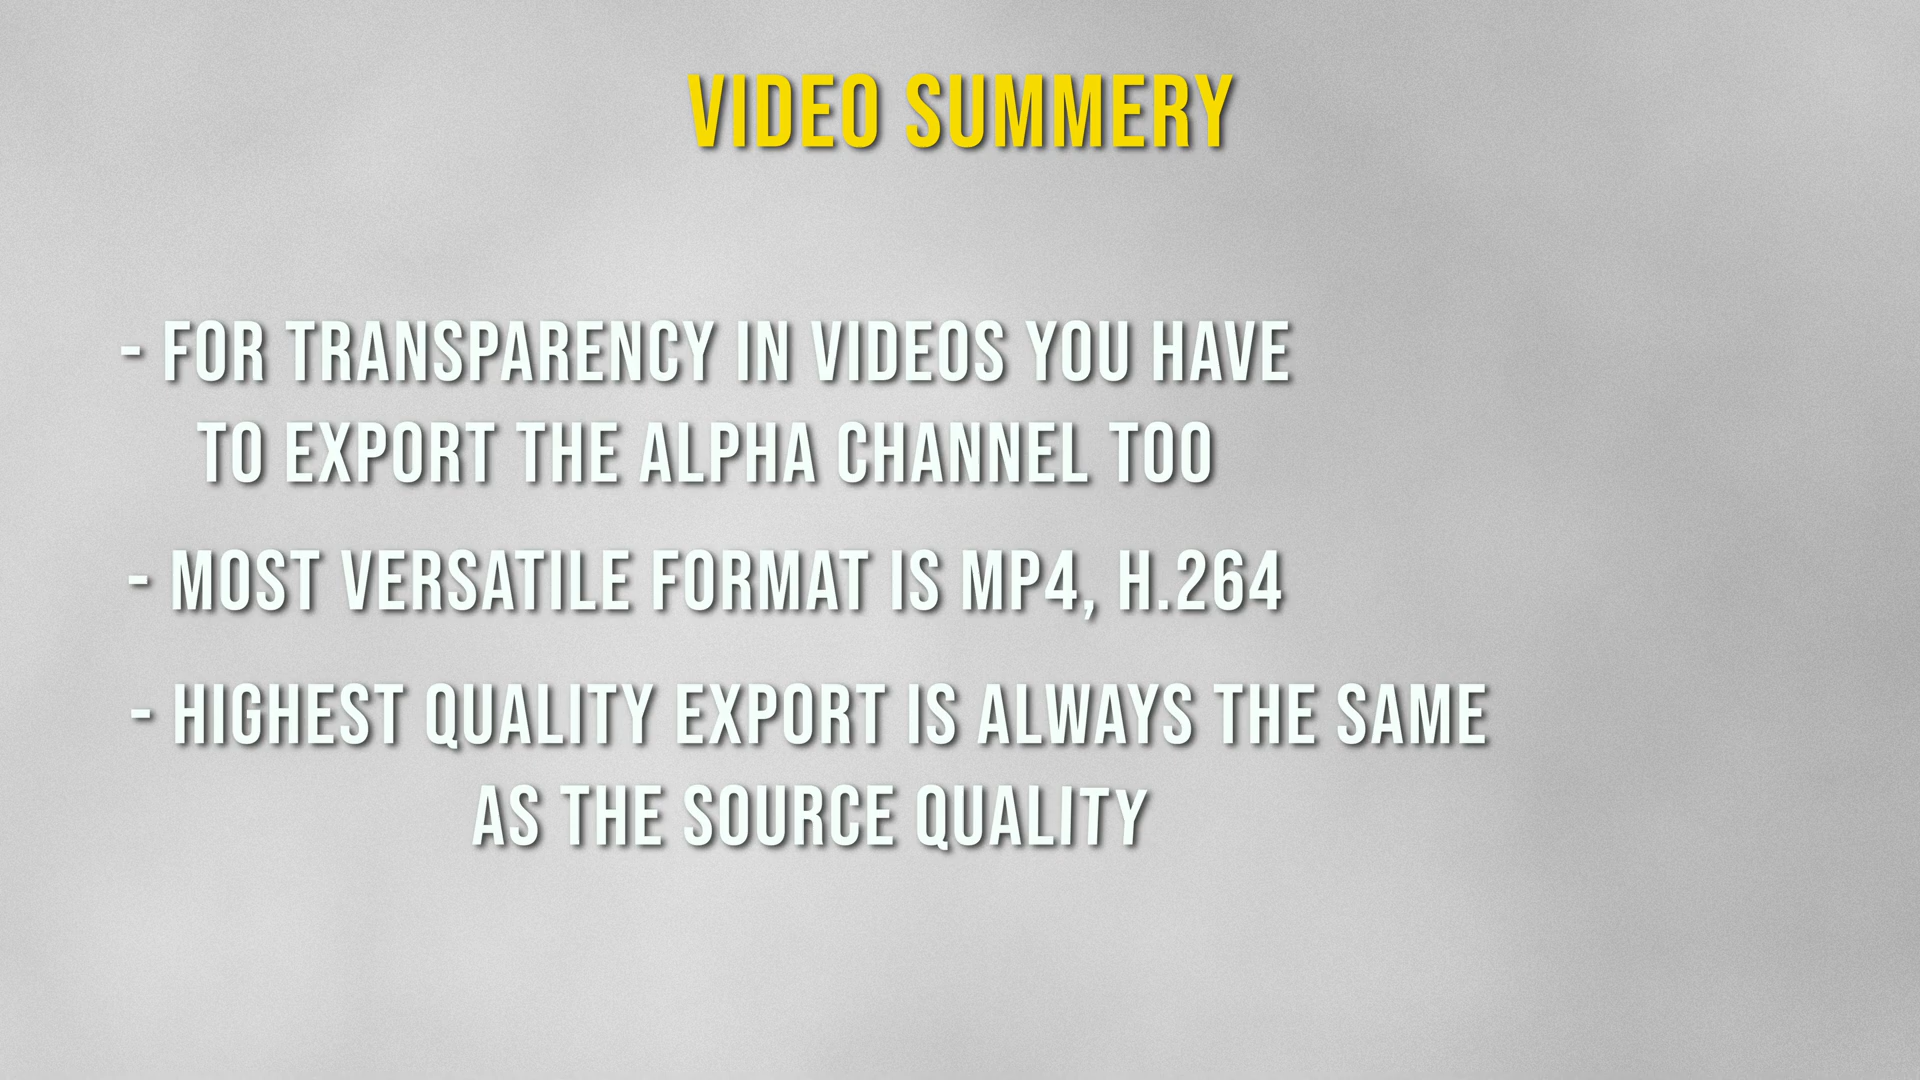 VIDEO SUMMERY
- FOR TRANSPARENCY IN VIDEOS YOU HAVE
TO EXPORT THE ALPHA CHANNEL TOO
- MOST VERSATILE FORMAT IS MP4, H.264
- HIGHEST QUALITY EXPORT IS ALWAYS THE SAME
AS THE SOURCE QUALITY